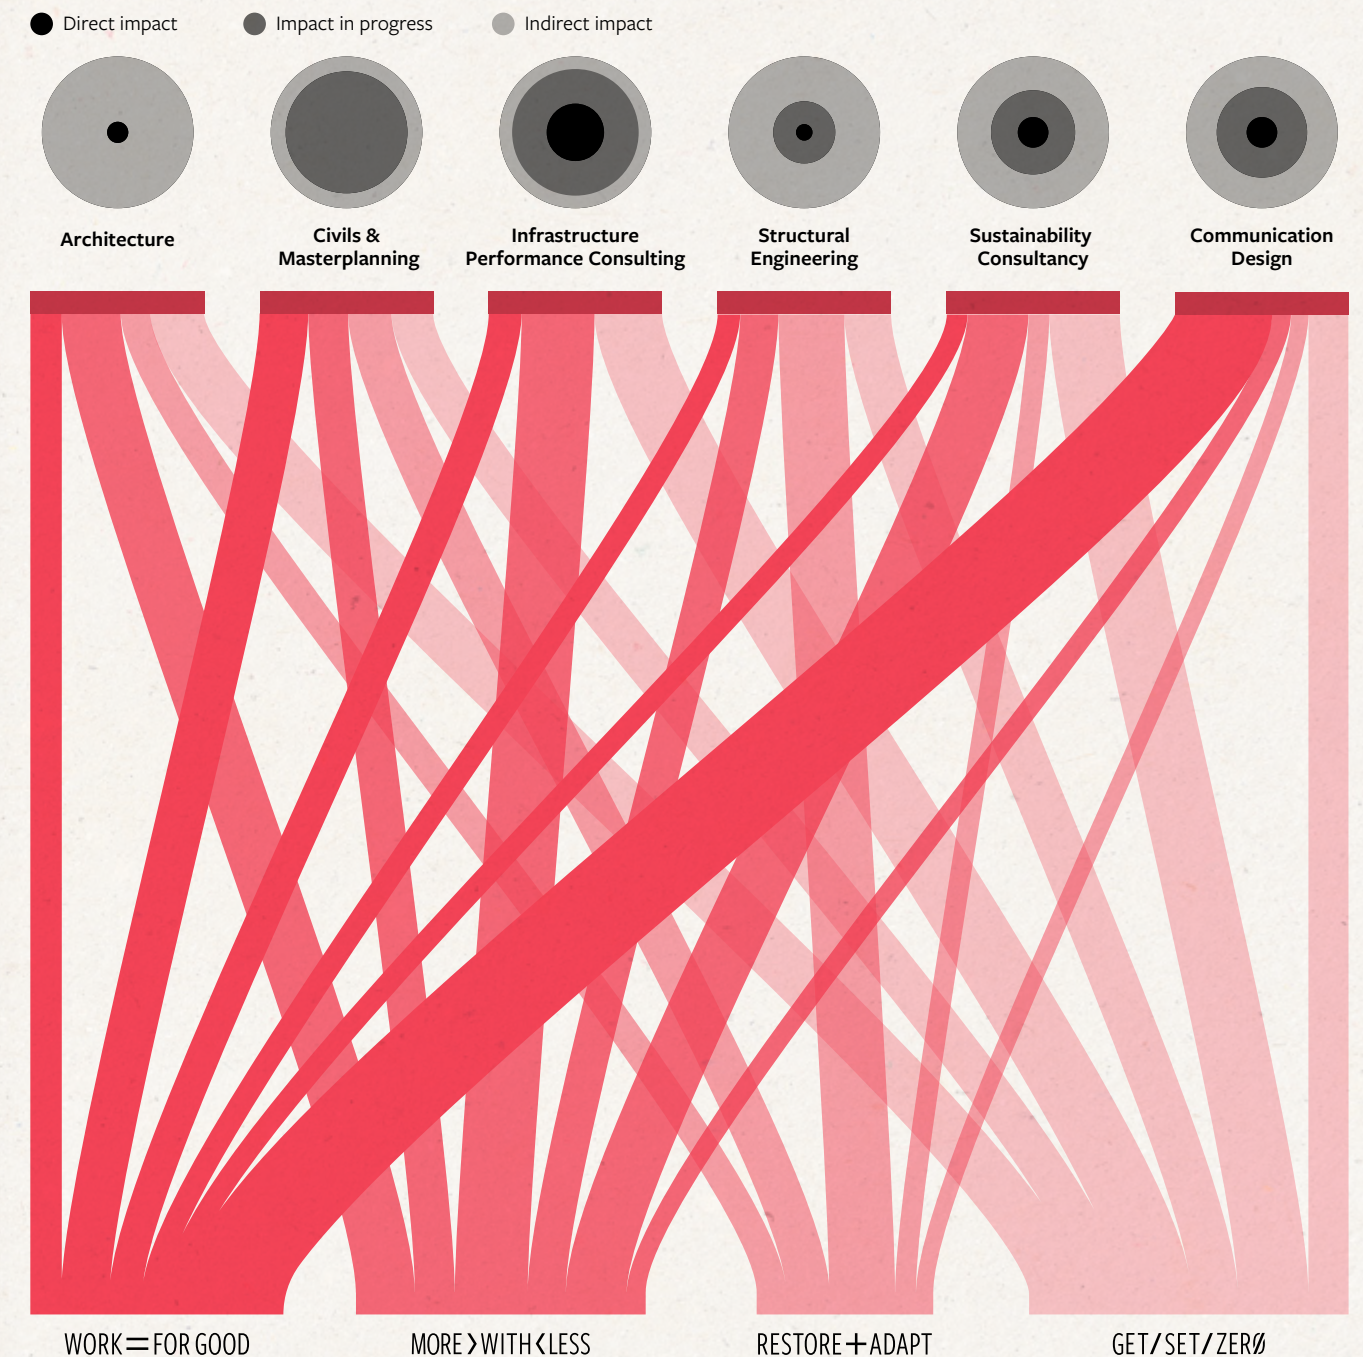 Direct impact
Impact in progress
Indirect impact
Architecture
Civils &
Masterplanning
Infrastructure
Performance Consulting
Structural
Engineering
Sustainability
Consultancy
Communication
Design
WORK=FOR GOOD
MORE>WITH<LESS
RESTORE+ADAPT
GET/SET/ZERØ